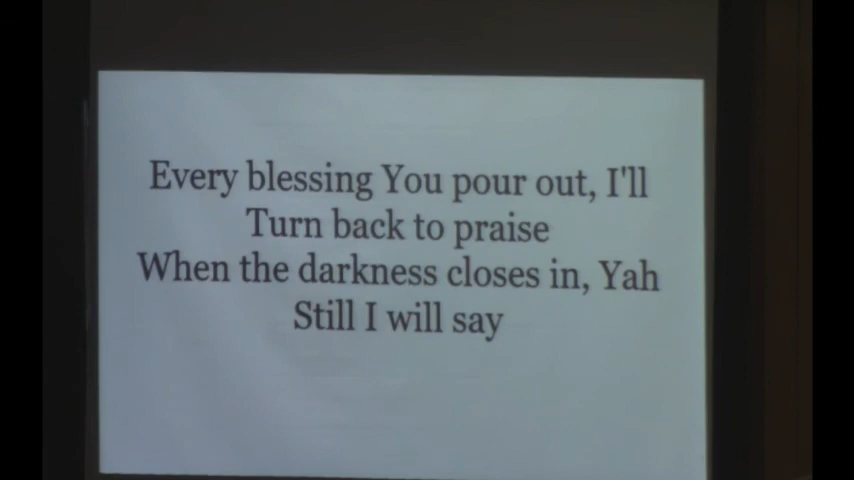 Every blessing You pour out, I'll
Turn back to praise
When the darkness closes in, Yah
Still I will say